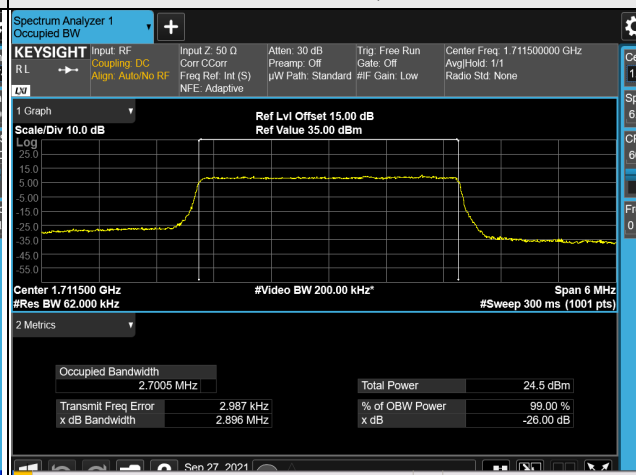 Spectrum Analyzer 1
Occupied BW
KEYSIGHT
R L
LXI
Input: RF
Coupling: DC
Align: Auto/No RF
Input Z: 50 Ω
Corr CCorr
Freq Ref: Int (S)
NFE: Adaptive
Atten: 30 dB
Preamp: Off
µW Path: Standard
Trig: Free Run
Gate: Off
#IF Gain: Low
Center Freq: 1.711500000 GHz
Avg|Hold: 1/1
Radio Std: None
1 Graph
Scale/Div 10.0 dB
Ref Lvl Offset 15.00 dB
Ref Value 35.00 dBm
Log
25.0
15.0
5.00
-5.00
-15.0
-25.0
-35.0
-45.0
-55.0
Center 1.711500 GHz
#Video BW 200.00 kHz*
Span 6 MHz
#Res BW 62.000 kHz
#Sweep 300 ms (1001 pts)
2 Metrics
Occupied Bandwidth
2.7005 MHz
Total Power 24.5 dBm
Transmit Freq Error 2.987 kHz
% of OBW Power 99.00 %
x dB Bandwidth 2.896 MHz
x dB -26.00 dB
Sep 27, 2021